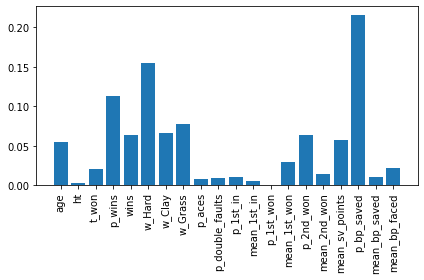 0.20
0.15
0.10
0.05
0.00
age
ht
t_won
p_wins
wins
w_Hard
w_Clay
w_Grass
p_aces
p_double_faults
p_1st_in
mean_1st_in
p_1st_won
mean_1st_won
p_2nd_won
mean_2nd_won
mean_sv_points
p_bp_saved
mean_bp_saved
mean_bp_faced